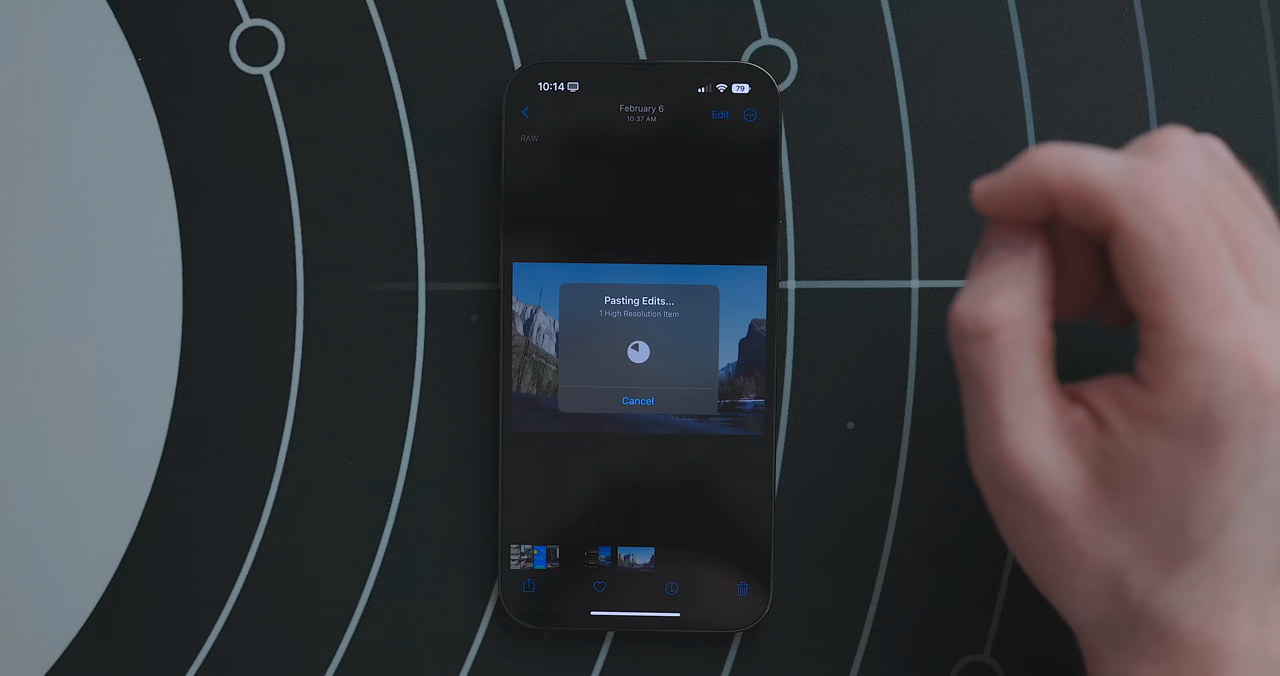 10:14
79
February 6
10:37 AM
Edit
RAW
Pasting Edits...
1 High Resolution Item
Cancel